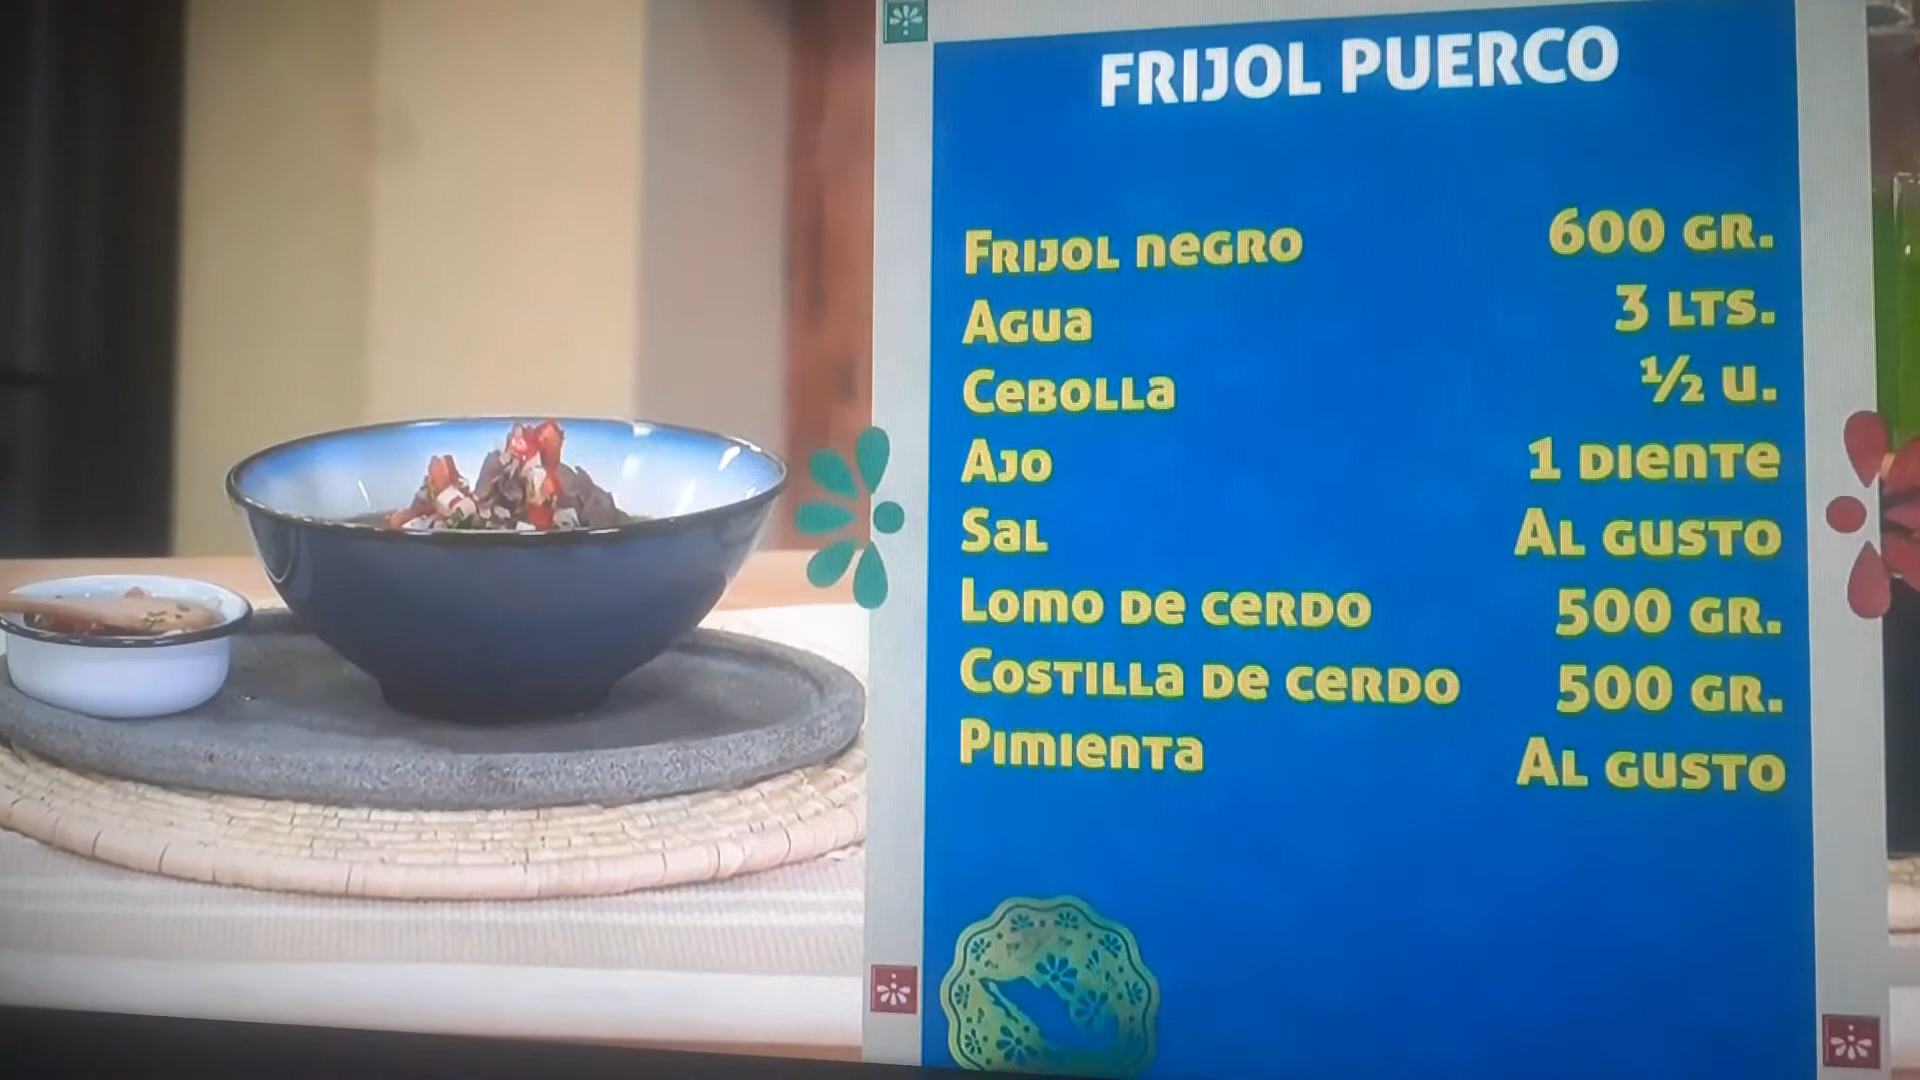 FRIJOL PUERCO
FRIJOL NEGRO 600 GR.
AGUA 3 LTS.
CEBOLLA ½ U.
AJO 1 DIENTE
SAL AL GUSTO
LOMO DE CERDO 500 GR.
COSTILLA DE CERDO 500 GR.
PIMIENTA AL GUSTO